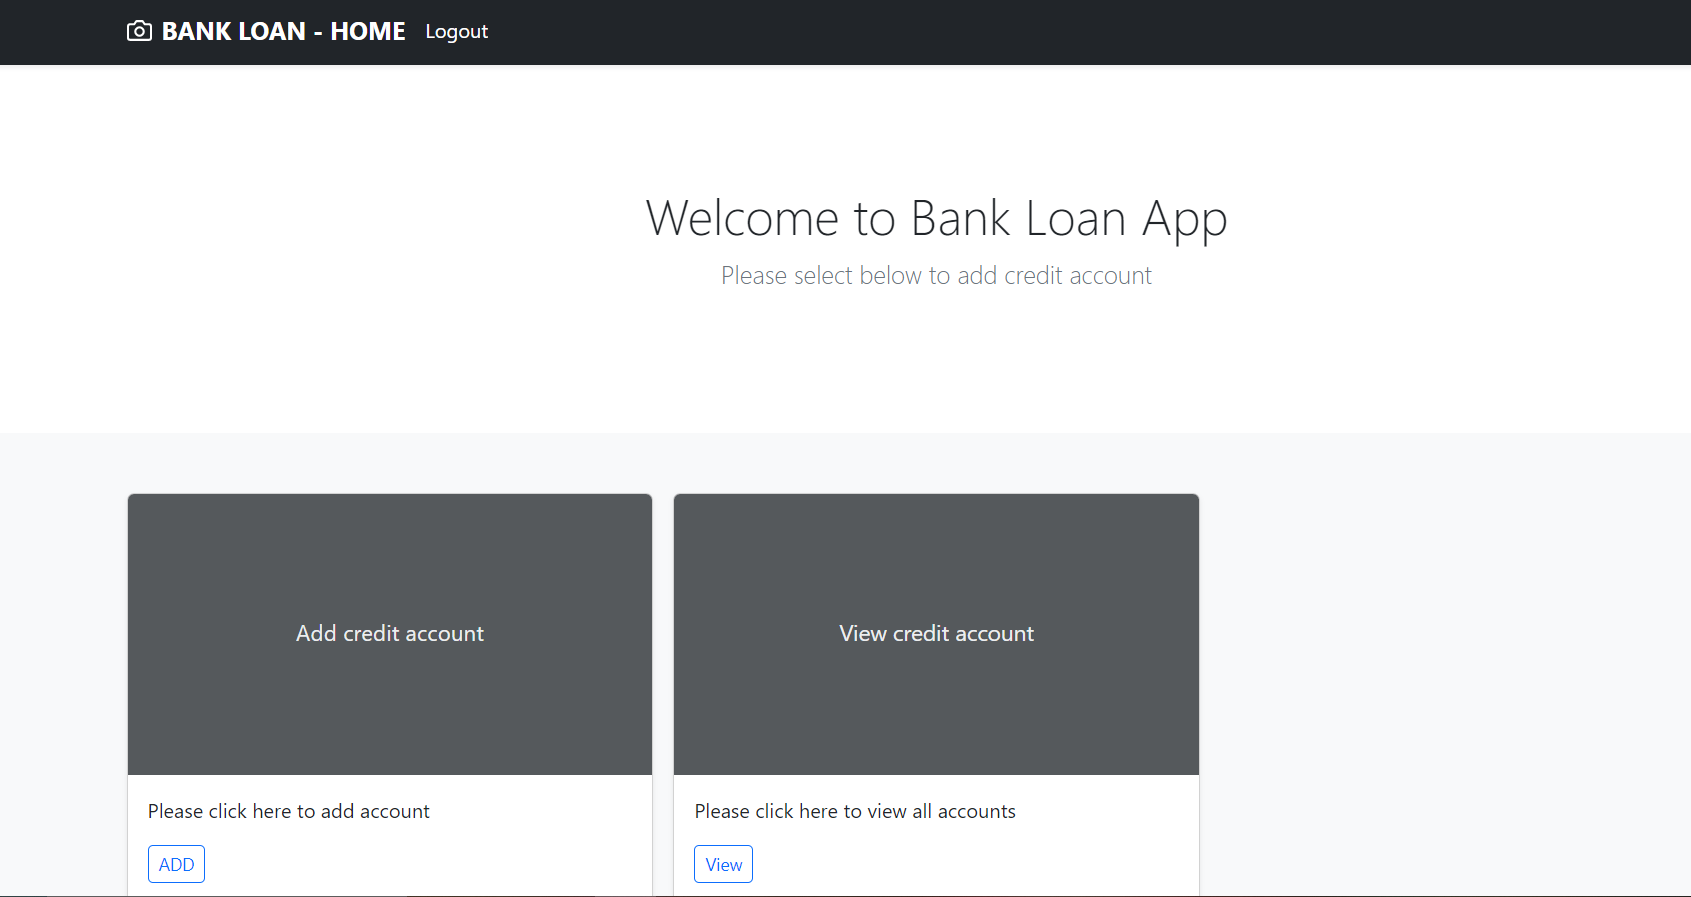 BANK LOAN - HOME Logout
Welcome to Bank Loan App
Please select below to add credit account
Add credit account
View credit account
Please click here to add account
ADD
Please click here to view all accounts
View